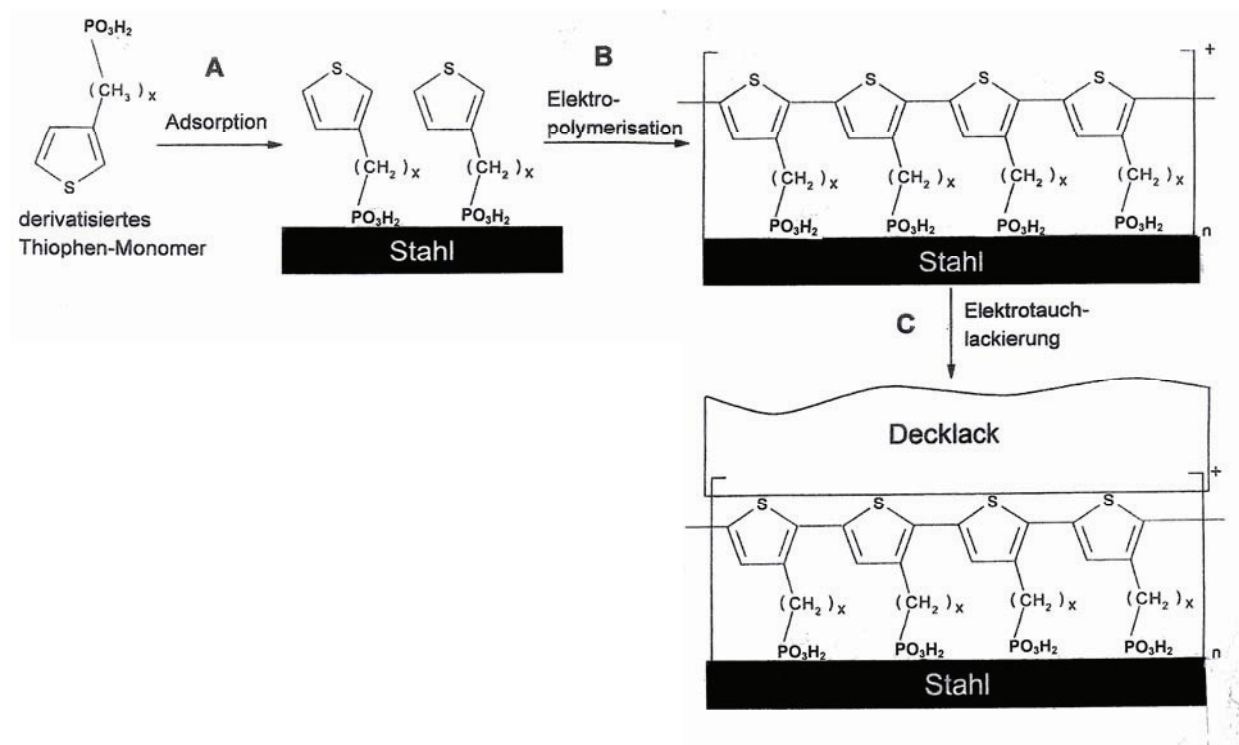 PO₃H₂
(CH₃)x
S
derivatisiertes
Thiophen-Monomer
A
Adsorption
S S
(CH₂)x (CH₂)x
PO₃H₂ PO₃H₂
Stahl
B
Elektro-
polymerisation
+
S S S S
(CH₂)x (CH₂)x (CH₂)x (CH₂)x
PO₃H₂ PO₃H₂ PO₃H₂ PO₃H₂
n
Stahl
C
Elektrotauch-
lackierung
Decklack
+
S S S S
(CH₂)x (CH₂)x (CH₂)x (CH₂)x
PO₃H₂ PO₃H₂ PO₃H₂ PO₃H₂
n
Stahl